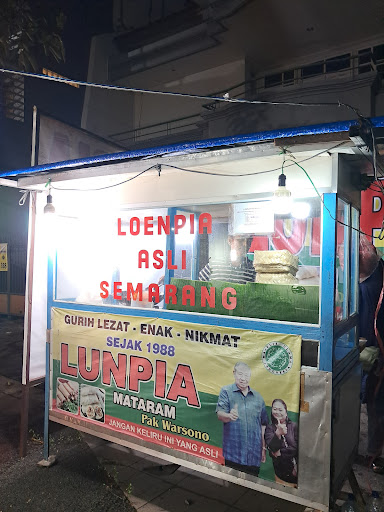 LOENPIA
ASLI
SEMARANG
GURIH LEZAT - ENAK - NIKMAT
SEJAK 1988
LUNPIA
MATARAM
Pak Warsono
JANGAN KELIRU INI YANG ASLI